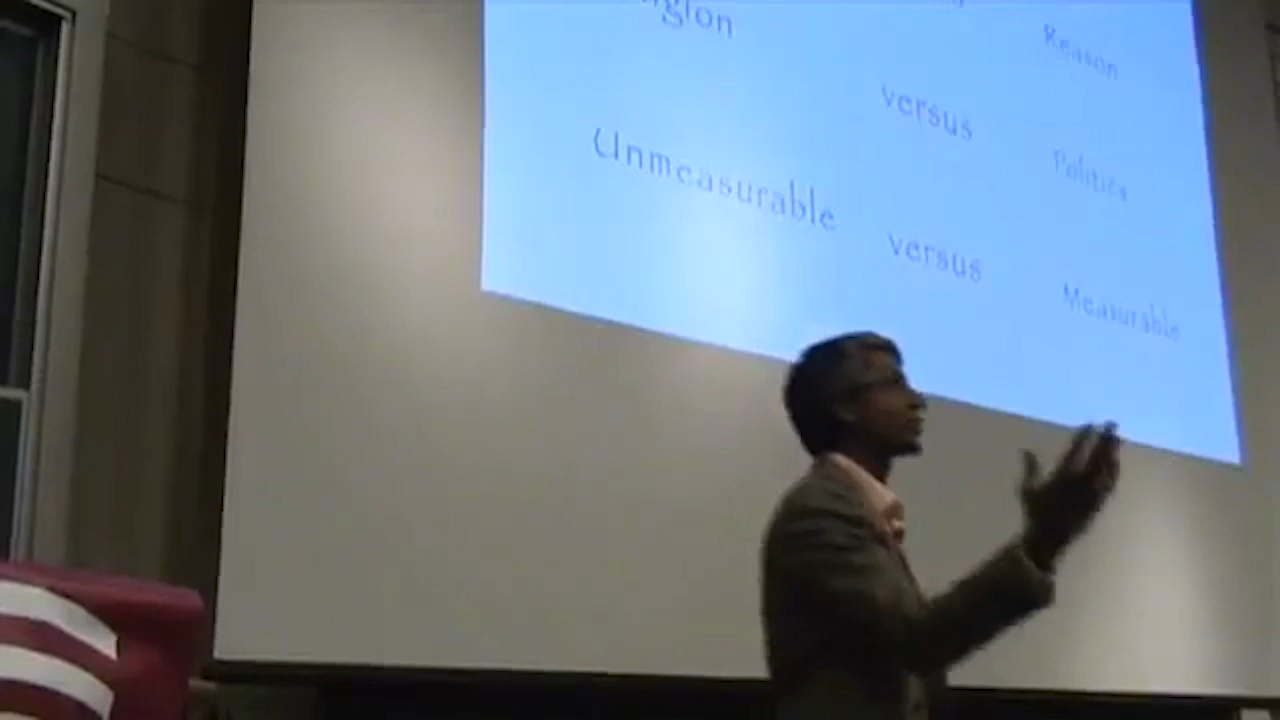 Reason
versus
Politics
Unmeasurable
versus
Measurable